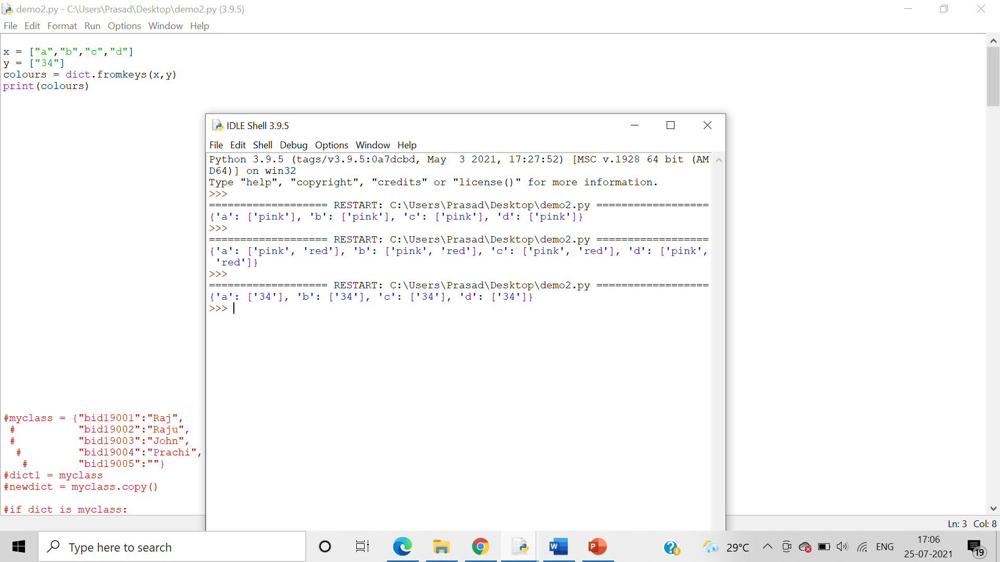 demo2.py - C:\Users\Prasad\Desktop\demo2.py (3.9.5)
File Edit Format Run Options Window Help
x = ["a","b","c","d"]
y = ["34"]
colours = dict.fromkeys(x,y)
print(colours)
IDLE Shell 3.9.5
File Edit Shell Debug Options Window Help
Python 3.9.5 (tags/v3.9.5:0a7dcbd, May  3 2021, 17:27:52) [MSC v.1928 64 bit (AM
D64)] on win32
Type "help", "copyright", "credits" or "license()" for more information.
>>>
=================== RESTART: C:\Users\Prasad\Desktop\demo2.py ==================
{'a': ['pink'], 'b': ['pink'], 'c': ['pink'], 'd': ['pink']}
>>>
=================== RESTART: C:\Users\Prasad\Desktop\demo2.py ==================
{'a': ['pink', 'red'], 'b': ['pink', 'red'], 'c': ['pink', 'red'], 'd': ['pink',
 'red']}
>>>
=================== RESTART: C:\Users\Prasad\Desktop\demo2.py ==================
{'a': ['34'], 'b': ['34'], 'c': ['34'], 'd': ['34']}
>>>
#myclass = {"bid19001":"Raj",
 #          "bid19002":"Raju",
 #          "bid19003":"John",
  #         "bid19004":"Prachi",
   #        "bid19005":""}
#dict1 = myclass
#newdict = myclass.copy()
#if dict is myclass:
Ln: 3 Col: 8
Type here to search
29°C
ENG
17:06
25-07-2021
19